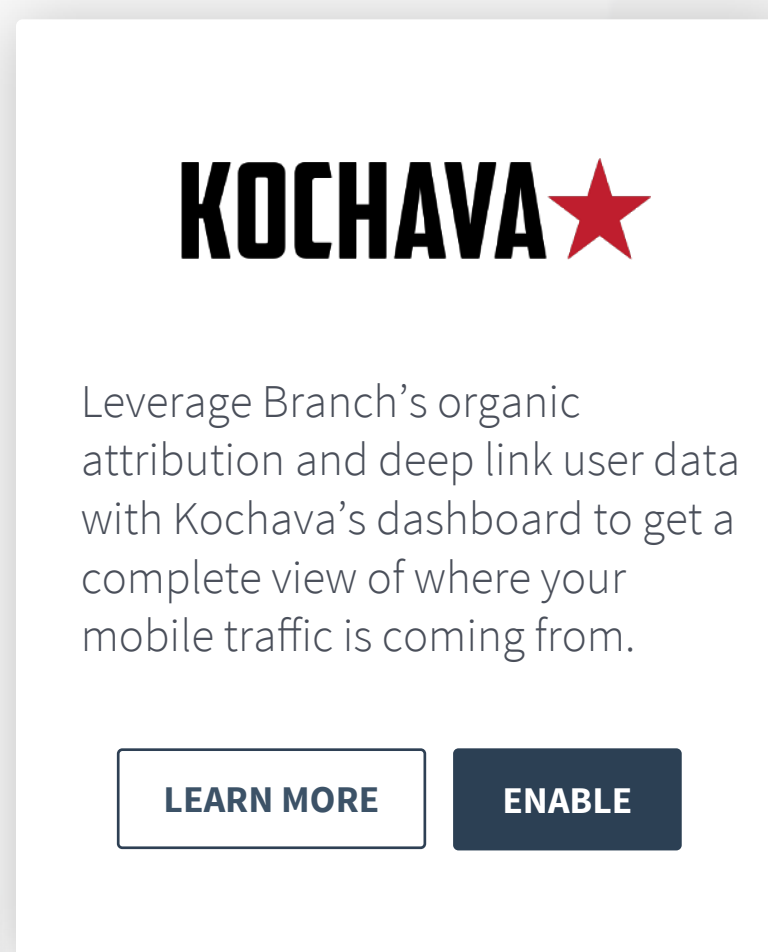 KOCHAVA
Leverage Branch’s organic
attribution and deep link user data
with Kochava’s dashboard to get a
complete view of where your
mobile traffic is coming from.
LEARN MORE
ENABLE